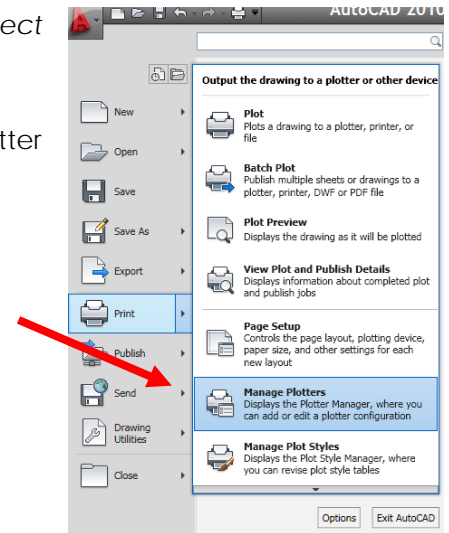 ect
tter
AutoCAD 2010
Output the drawing to a plotter or other device
New
Open
Save
Save As
Export
Print
Publish
Send
Drawing
Utilities
Close
Plot
Plots a drawing to a plotter, printer, or
file
Batch Plot
Publish multiple sheets or drawings to a
plotter, printer, DWF or PDF file
Plot Preview
Displays the drawing as it will be plotted
View Plot and Publish Details
Displays information about completed plot
and publish jobs
Page Setup
Controls the page layout, plotting device,
paper size, and other settings for each
new layout
Manage Plotters
Displays the Plotter Manager, where you
can add or edit a plotter configuration
Manage Plot Styles
Displays the Plot Style Manager, where
you can revise plot style tables
Options
Exit AutoCAD